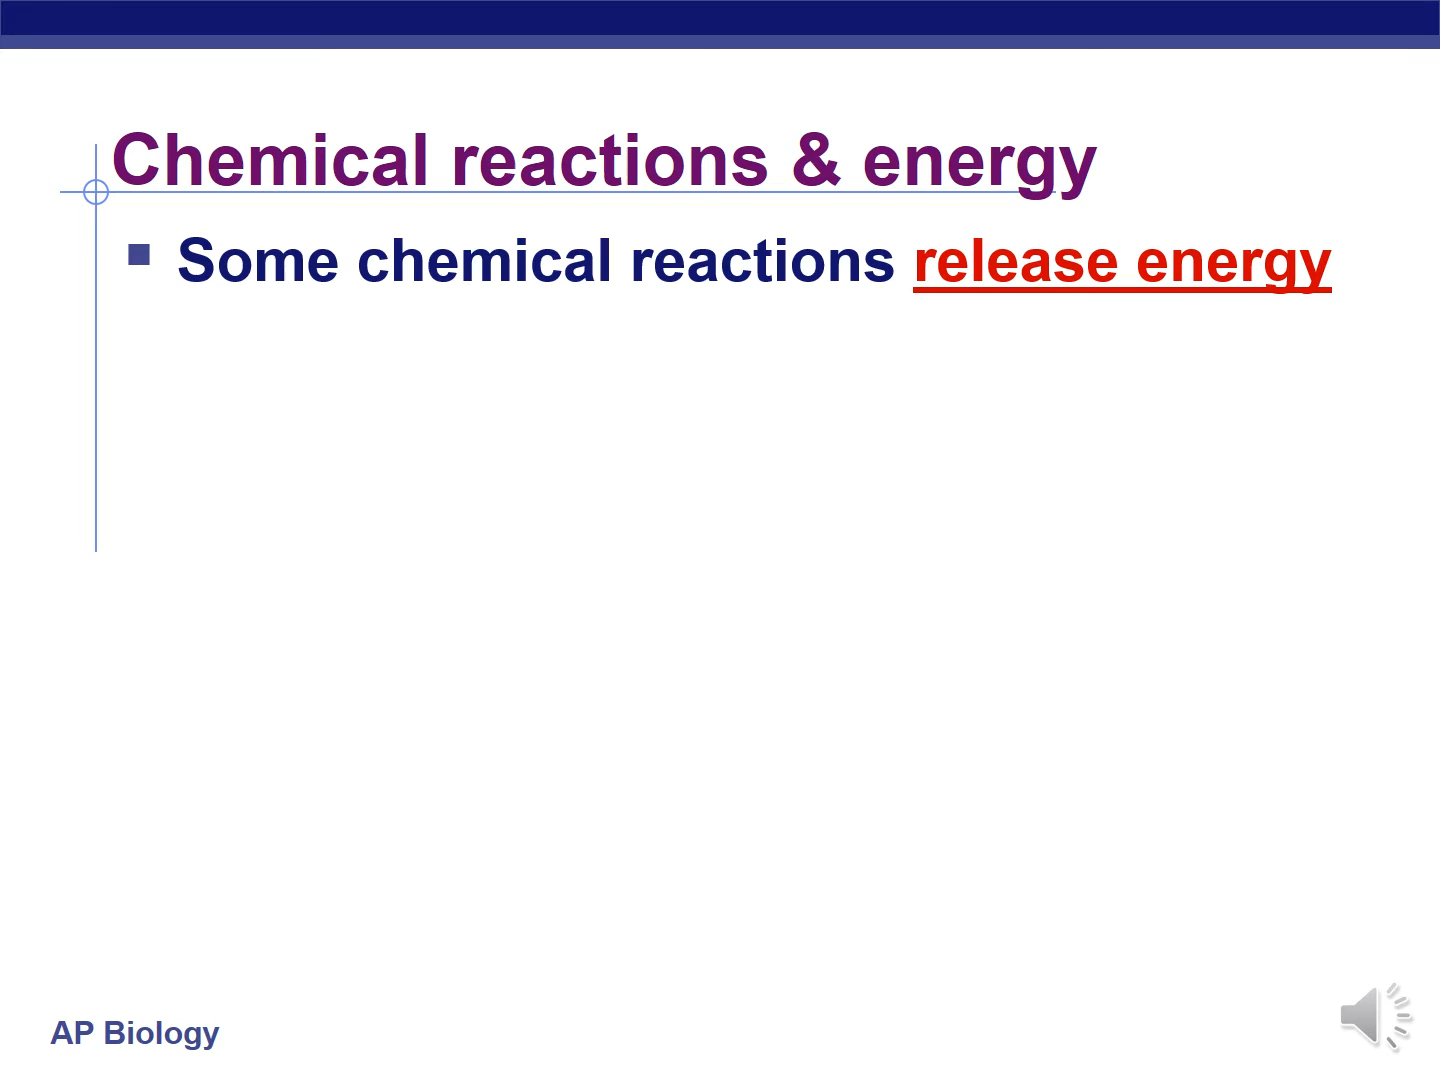 Chemical reactions & energy
Some chemical reactions release energy
AP Biology